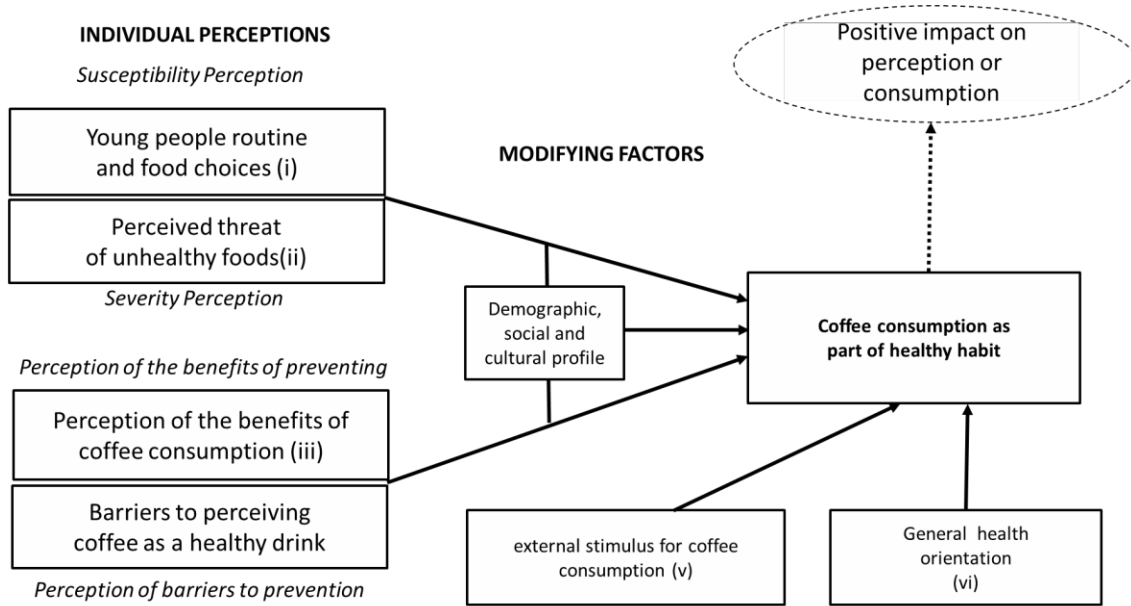 INDIVIDUAL PERCEPTIONS
Susceptibility Perception
Young people routine
and food choices (i)
Perceived threat
of unhealthy foods(ii)
Severity Perception
Perception of the benefits of preventing
Perception of the benefits of
coffee consumption (iii)
Barriers to perceiving
coffee as a healthy drink
Perception of barriers to prevention
MODIFYING FACTORS
Demographic,
social and
cultural profile
external stimulus for coffee
consumption (v)
General health
orientation
(vi)
Coffee consumption as
part of healthy habit
Positive impact on
perception or
consumption